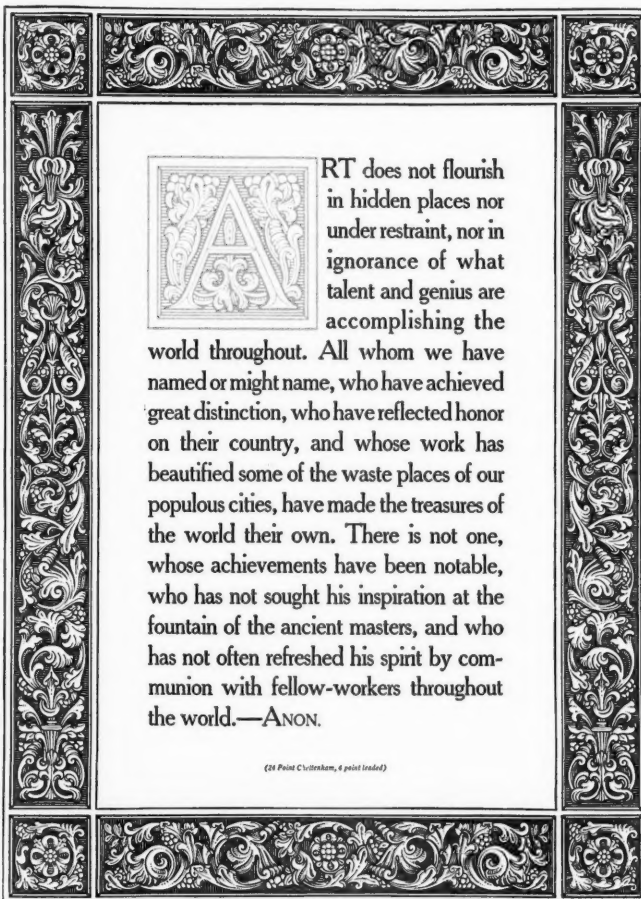 ART does not flourish
in hidden places nor
under restraint, nor in
ignorance of what
talent and genius are
accomplishing the
world throughout. All whom we have
named or might name, who have achieved
great distinction, who have reflected honor
on their country, and whose work has
beautified some of the waste places of our
populous cities, have made the treasures of
the world their own. There is not one,
whose achievements have been notable,
who has not sought his inspiration at the
fountain of the ancient masters, and who
has not often refreshed his spirit by com-
munion with fellow-workers throughout
the world.—ANON.
(24 Point Cheltenham, 6 point leaded)